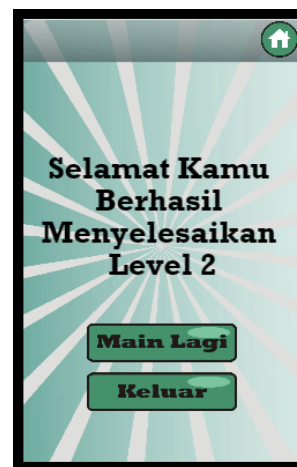 Selamat Kamu
Berhasil
Menyelesaikan
Level 2
Main Lagi
Keluar